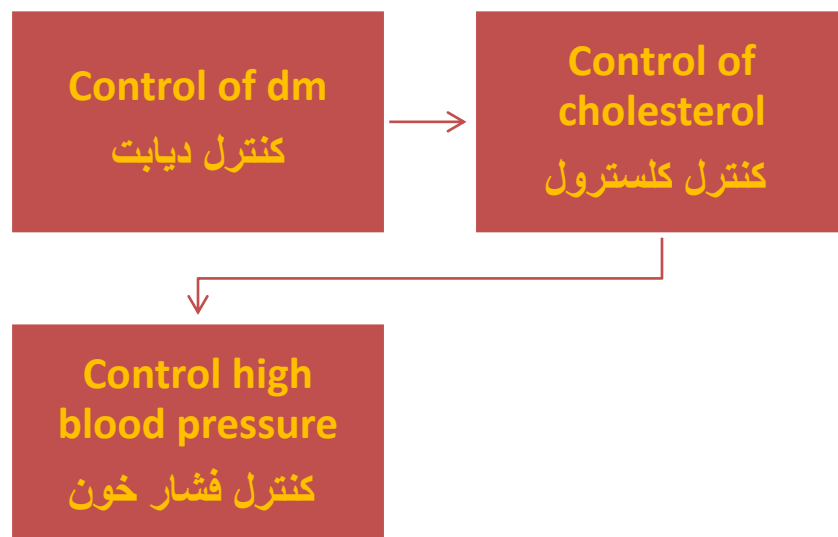 Control of dm
کنترل دیابت
Control of
cholesterol
کنترل کلسترول
Control high
blood pressure
کنترل فشار خون